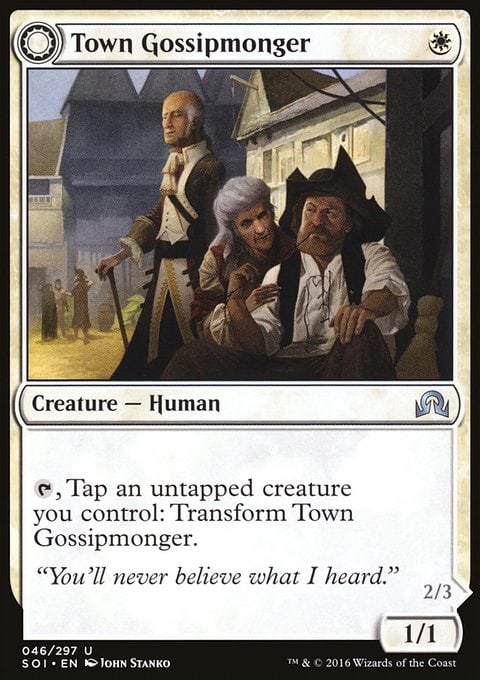 Town Gossipmonger
Creature — Human
, Tap an untapped creature
you control: Transform Town
Gossipmonger.
“You’ll never believe what I heard.”
2/3
1/1
046/297 U
SOI • EN John Stanko
™ & © 2016 Wizards of the Coast